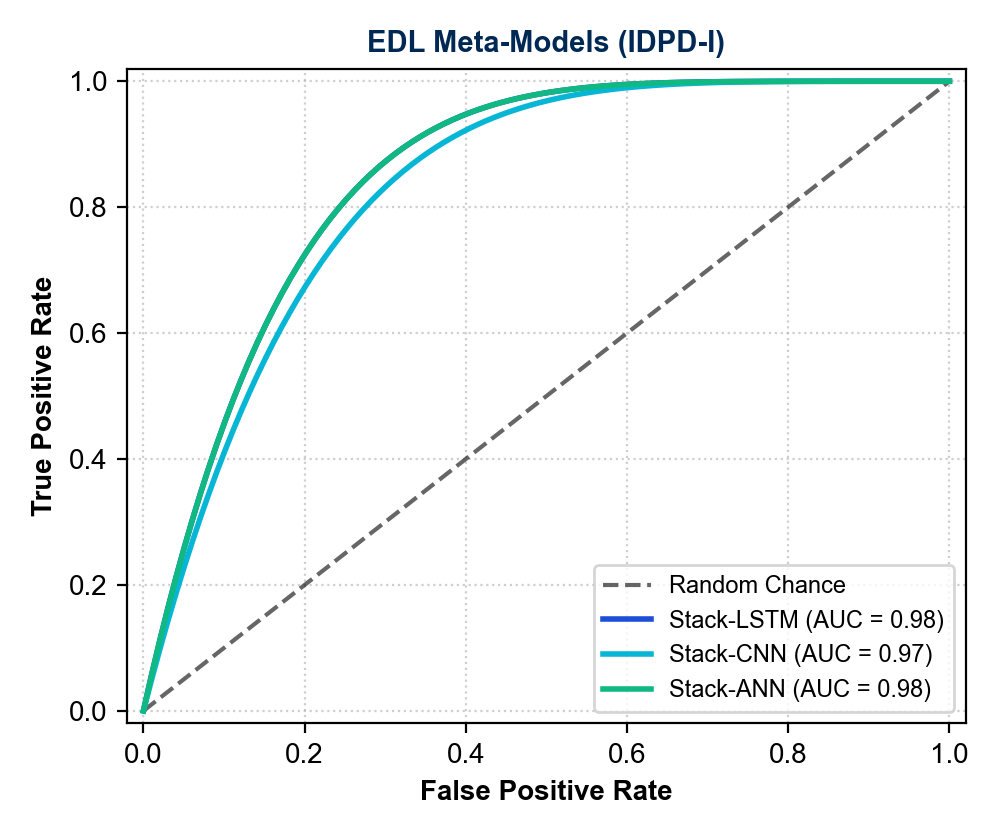 EDL Meta-Models (IDPD-I)
True Positive Rate
1.0
0.8
0.6
0.4
0.2
0.0
Random Chance
Stack-LSTM (AUC = 0.98)
Stack-CNN (AUC = 0.97)
Stack-ANN (AUC = 0.98)
0.0 0.2 0.4 0.6 0.8 1.0
False Positive Rate